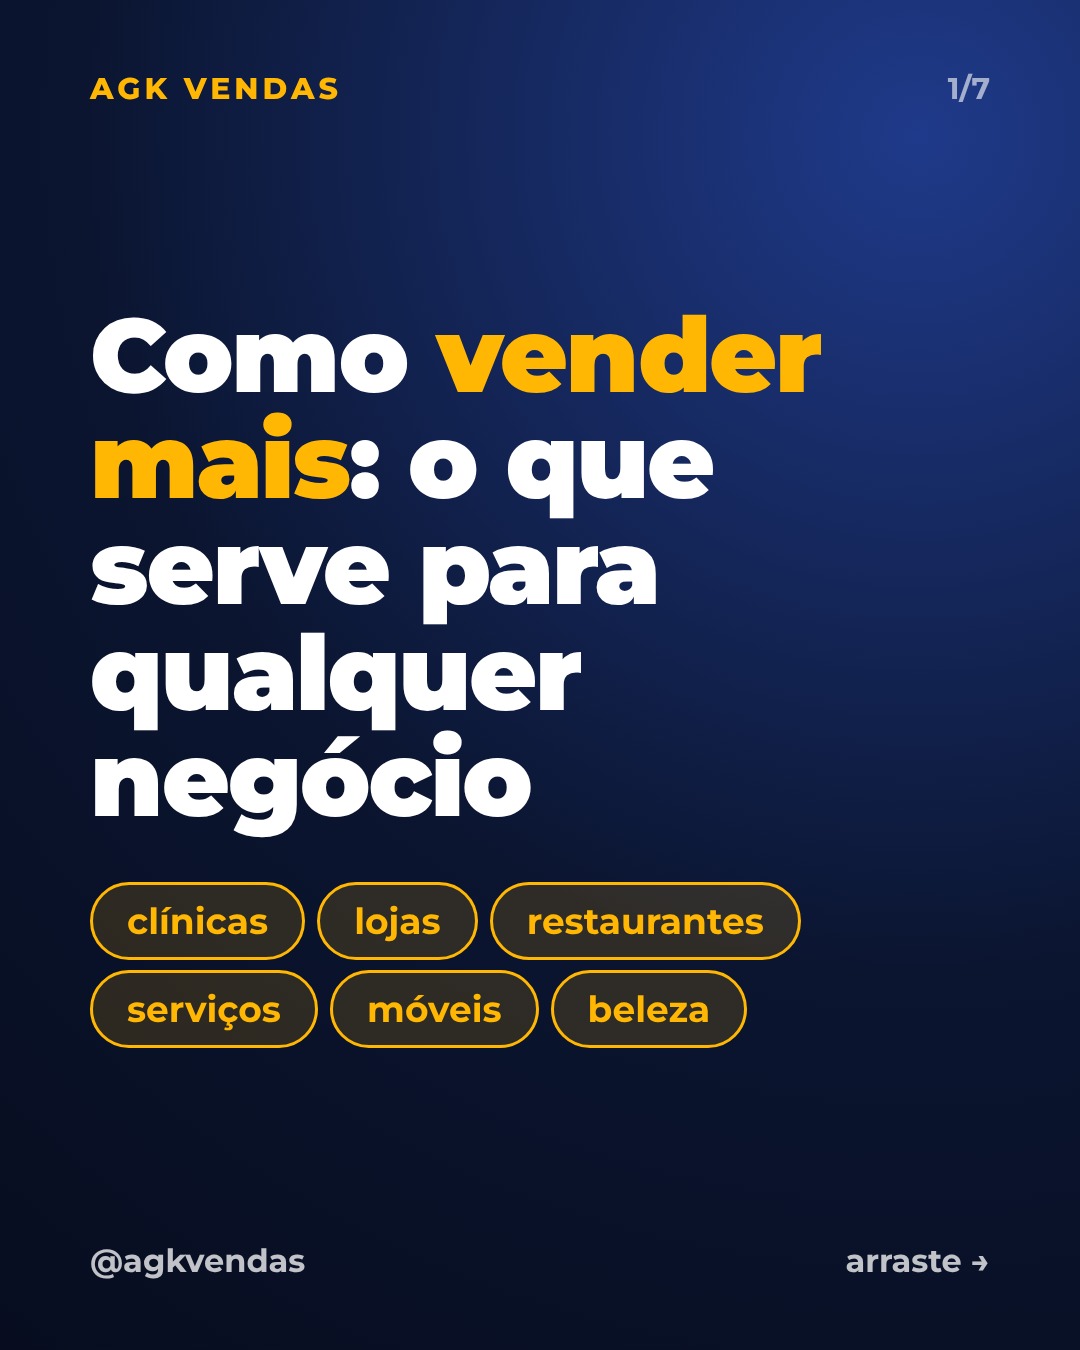 AGK VENDAS
1/7
Como vender
mais: o que
serve para
qualquer
negócio
clínicas lojas restaurantes
serviços móveis beleza
@agkvendas
arraste →